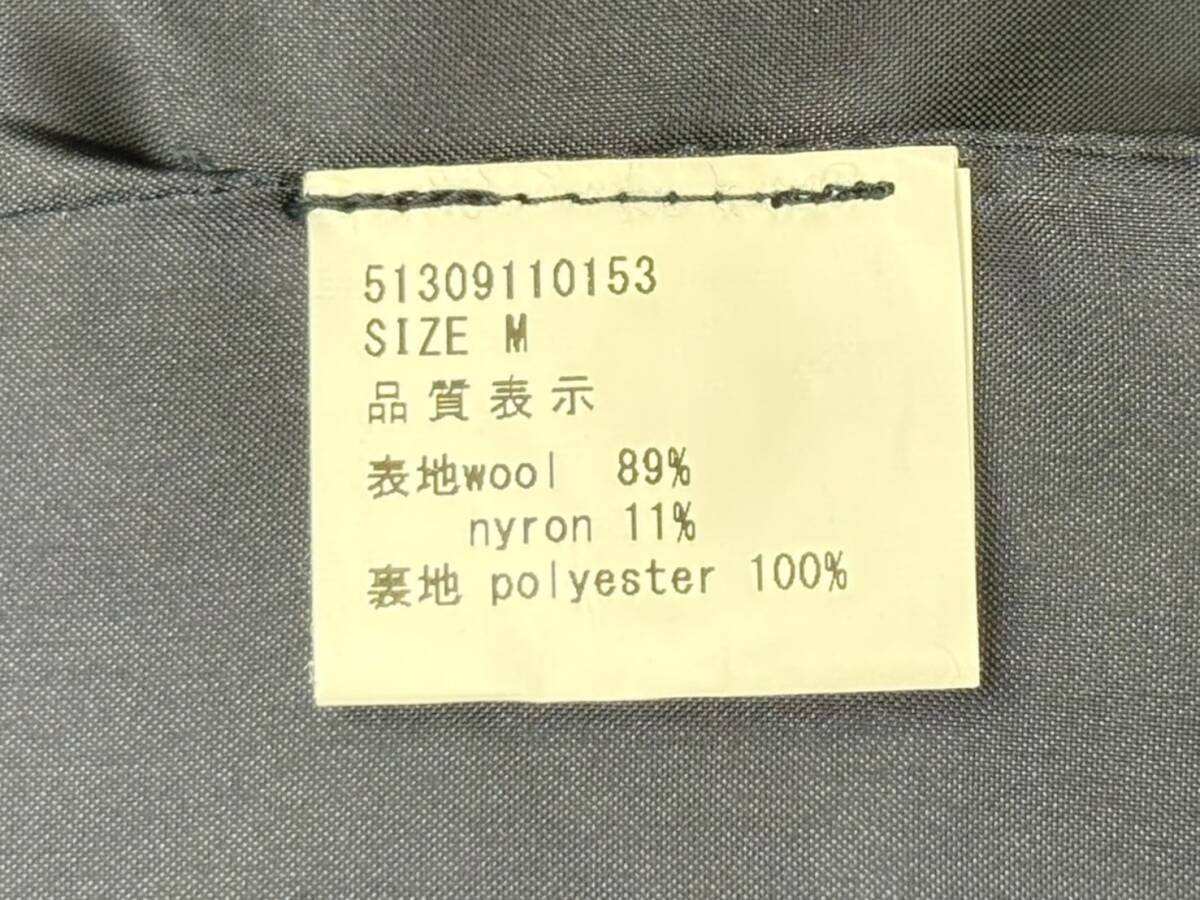 51309110153
SIZE M
品質表示
表地wool 89%
nyron 11%
裏地 polyester 100%